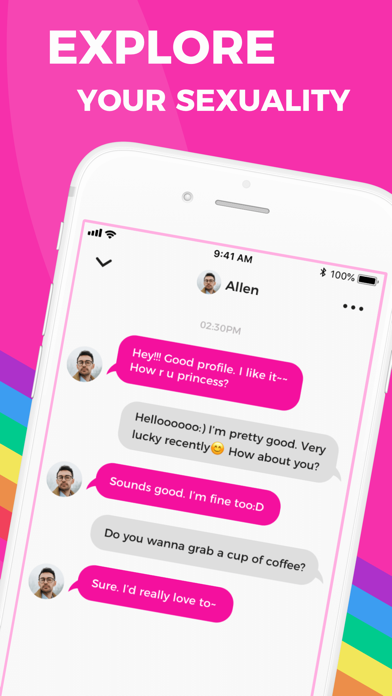 EXPLORE
YOUR SEXUALITY
9:41 AM
100%
Allen
02:30PM
Hey!!! Good profile. I like it~~
How r u princess?
Helloooooo:) I'm pretty good. Very
lucky recently😊 How about you?
Sounds good. I'm fine too:D
Do you wanna grab a cup of coffee?
Sure. I'd really love to~